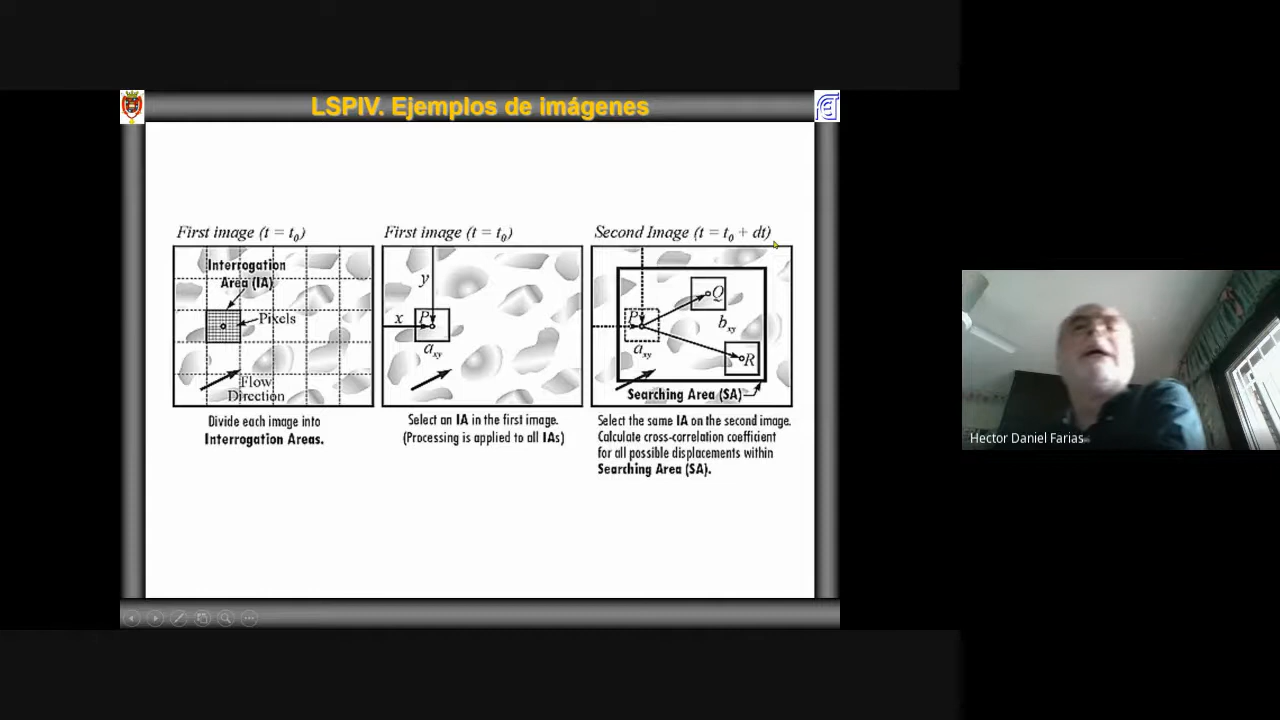 LSPIV. Ejemplos de imágenes
First image (t = t0)
Interrogation
Area (IA)
Pixels
Flow
Direction
Divide each image into
Interrogation Areas.
First image (t = t0)
y
x
P
axy
Select an IA in the first image.
(Processing is applied to all IAs)
Second Image (t = t0 + dt)
Q
P
bxy
axy
R
Searching Area (SA)
Select the same IA on the second image.
Calculate cross-correlation coefficient
for all possible displacements within
Searching Area (SA).
Hector Daniel Farias